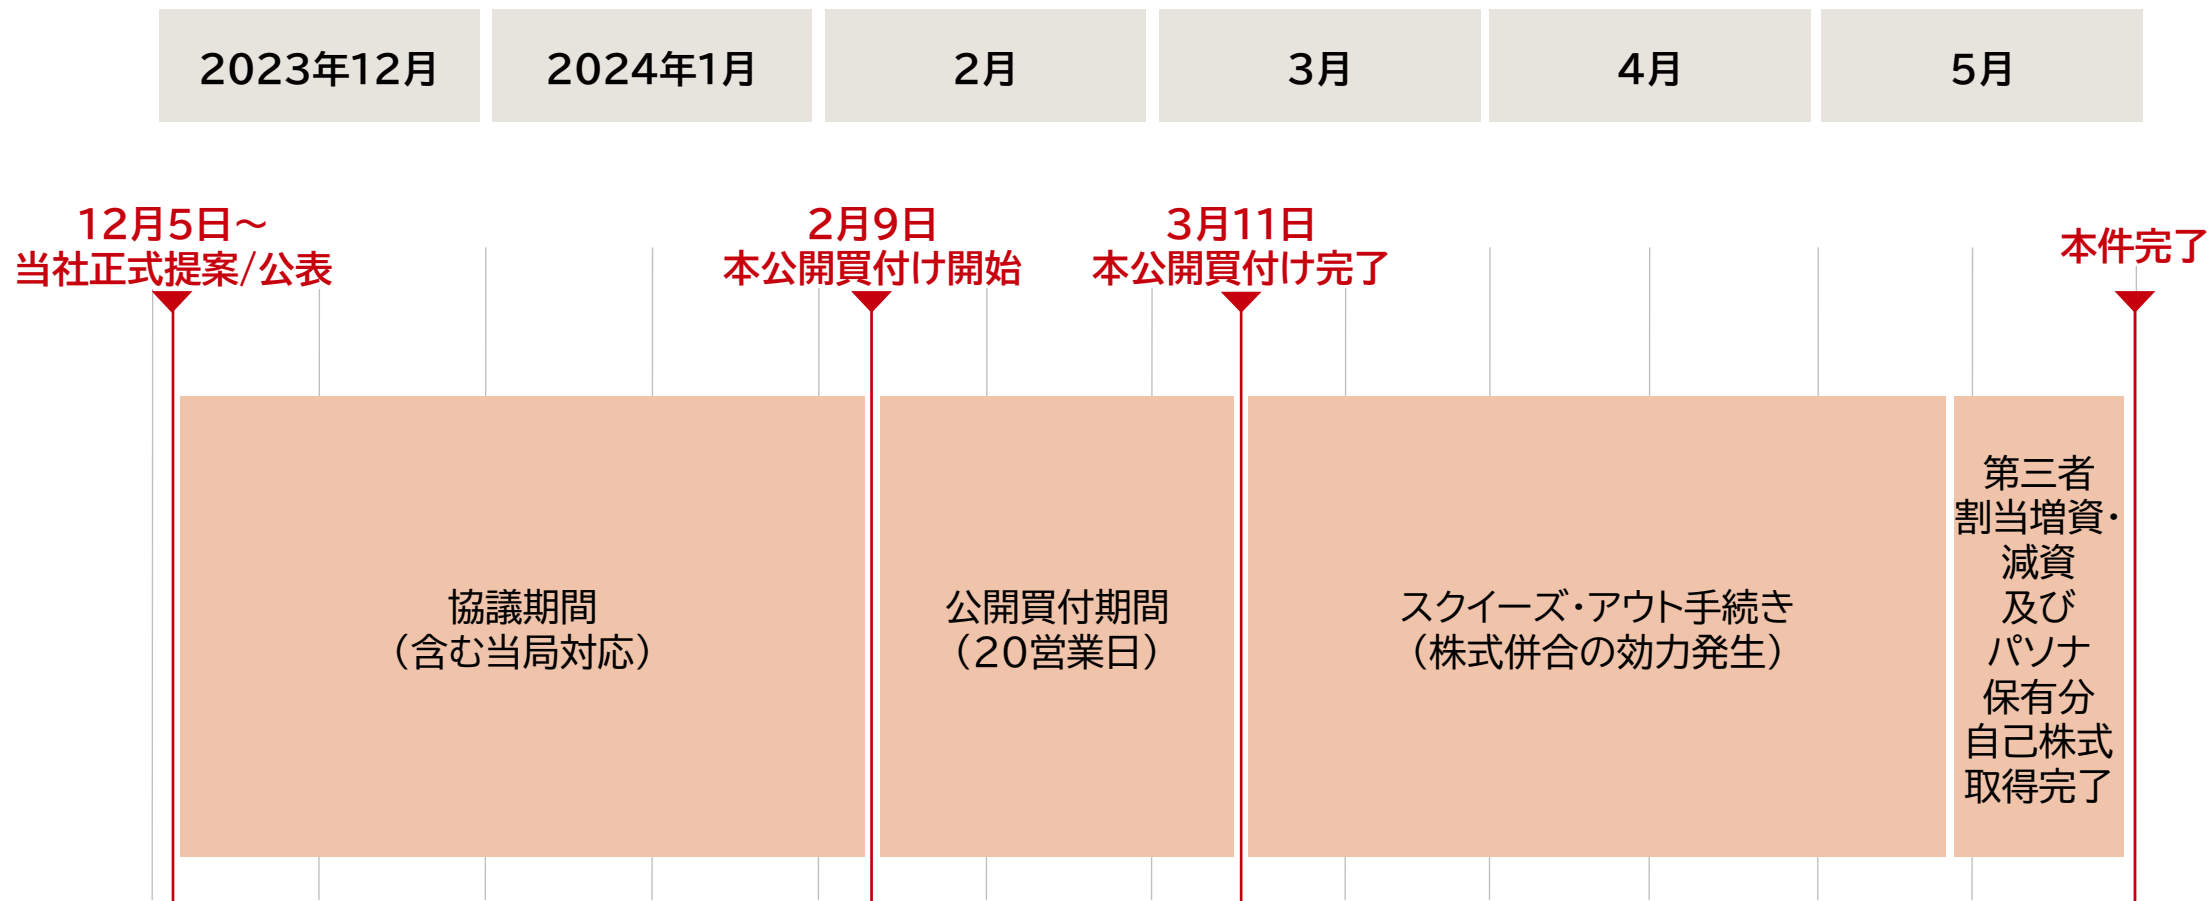 2023年12月
2024年1月
2月
3月
4月
5月
12月5日～
当社正式提案/公表
2月9日
本公開買付け開始
3月11日
本公開買付け完了
本件完了
協議期間
（含む当局対応）
公開買付期間
（20営業日）
スクイーズ・アウト手続き
（株式併合の効力発生）
第三者
割当増資・
減資
及び
パソナ
保有分
自己株式
取得完了